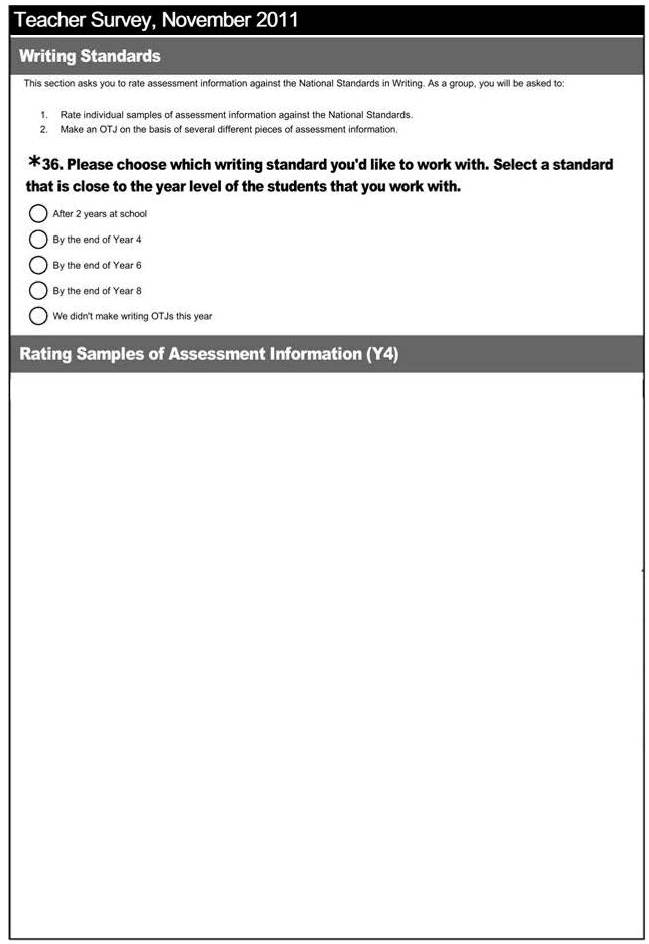 Teacher Survey, November 2011
Writing Standards
This section asks you to rate assessment information against the National Standards in Writing. As a group, you will be asked to:
1. Rate individual samples of assessment information against the National Standards.
2. Make an OTJ on the basis of several different pieces of assessment information.
*36. Please choose which writing standard you'd like to work with. Select a standard
that is close to the year level of the students that you work with.
After 2 years at school
By the end of Year 4
By the end of Year 6
By the end of Year 8
We didn't make writing OTJs this year
Rating Samples of Assessment Information (Y4)